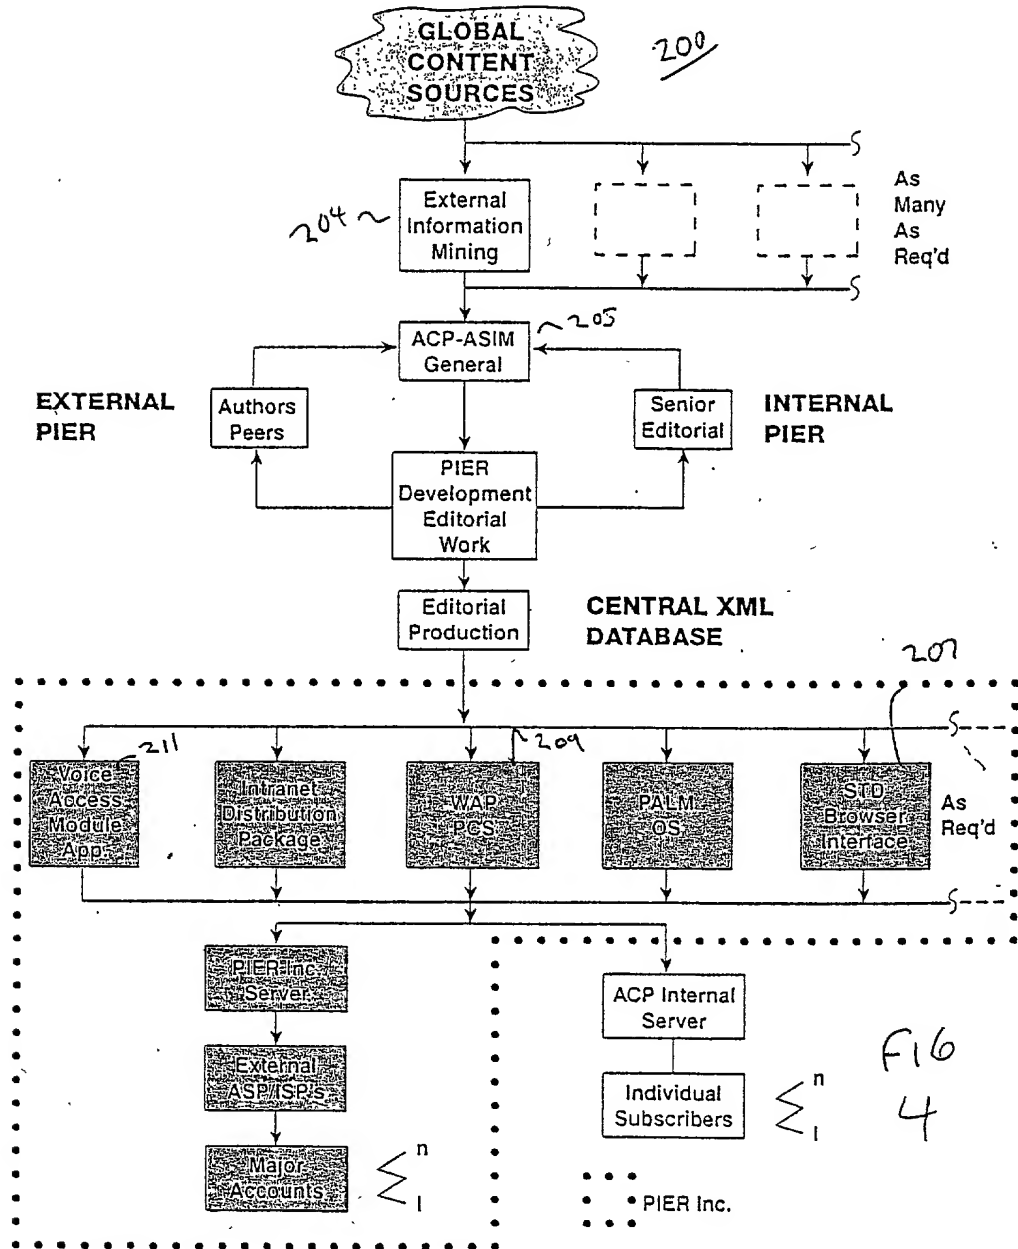 GLOBAL
CONTENT
SOURCES
200
External
Information
Mining
204
As
Many
As
Req'd
ACP-ASIM
General
205
EXTERNAL
PIER
Authors
Peers
Senior
Editorial
INTERNAL
PIER
PIER
Development
Editorial
Work
Editorial
Production
CENTRAL XML
DATABASE
207
211
209
Voice
Access
Module
App.
Intranet
Distribution
Package
WAP
PCS
PALM
OS
STD
Browser
Interface
As
Req'd
PIER Inc.
Server
ACP Internal
Server
External
ASP/ISP's
Individual
Subscribers
n
1
FIG
4
Major
Accounts
n
1
PIER Inc.